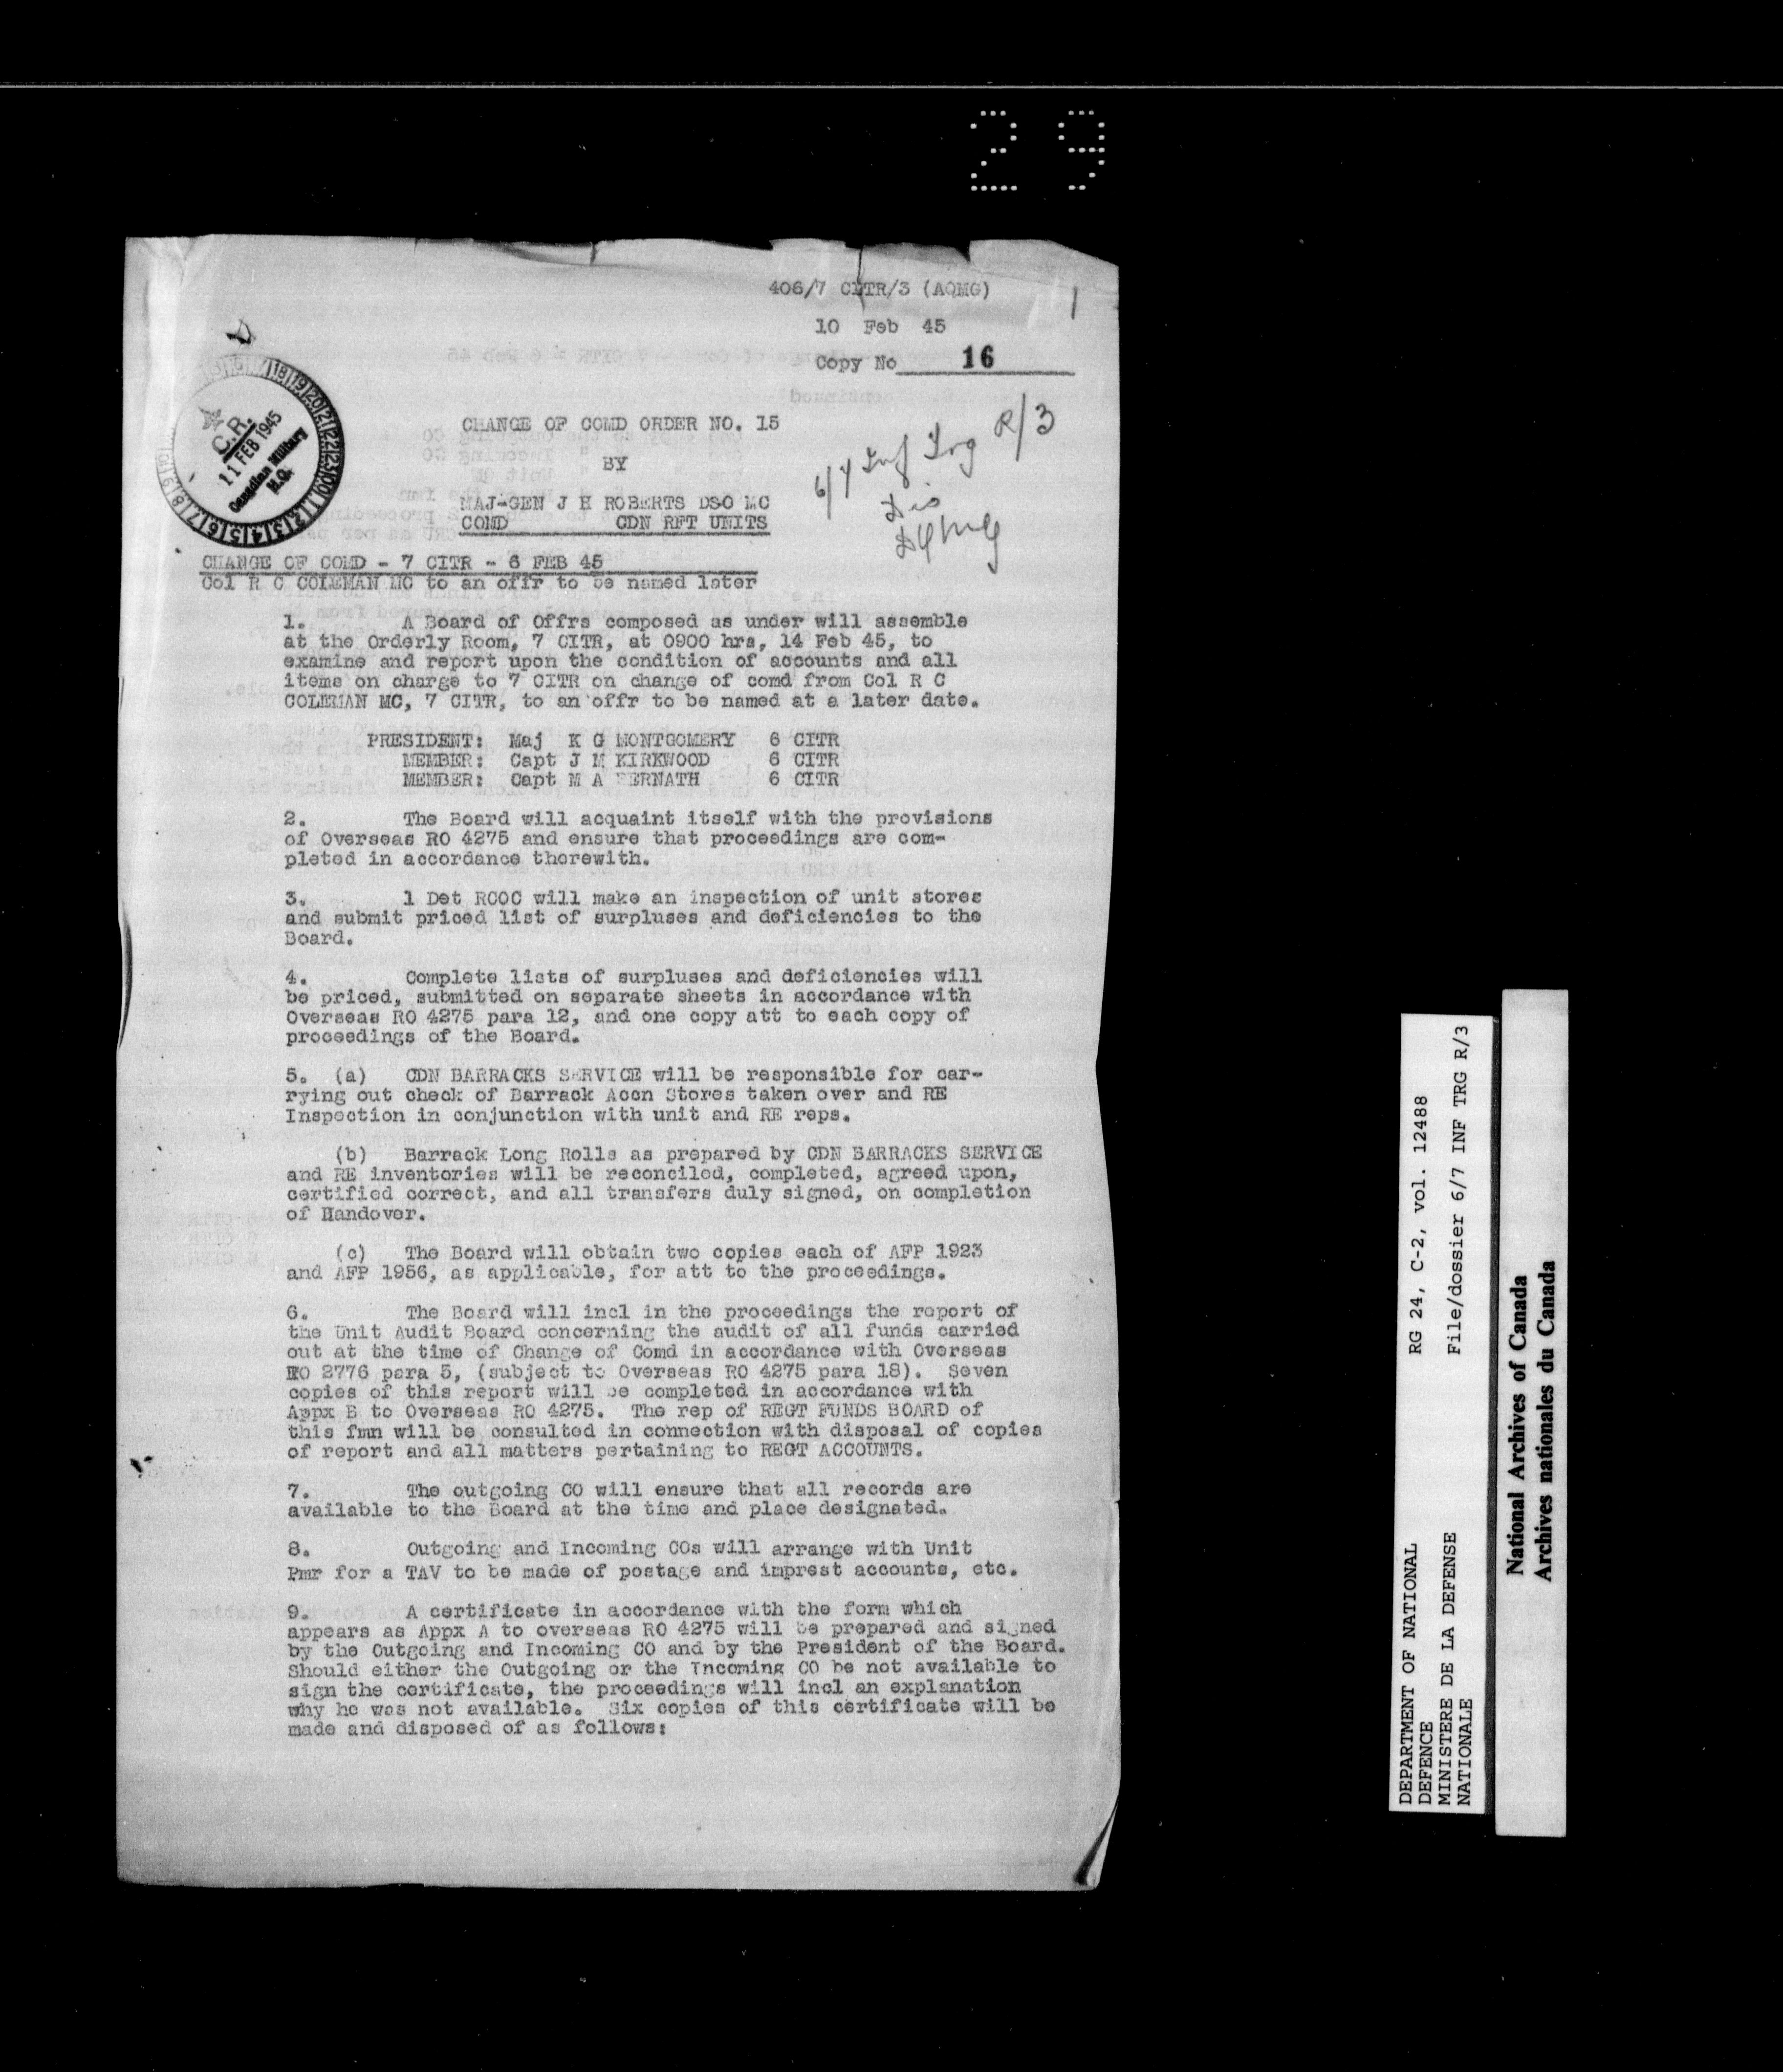 29
406/7 CITR/3 (AQMG)
1
10 Feb 45
Copy No 16
C.R.
11 FEB 1945
Canadian Military
H.Q.
R/3
6/7 Inf Trg
CHANGE OF COMD ORDER NO. 15
BY
MAJ-GEN J H ROBERTS DSO MC
COMD CDN RFT UNITS
CHANGE OF COMD - 7 CITR - 6 FEB 45
Col R C COLEMAN MC to an offr to be named later
1. A Board of Offrs composed as under will assemble
at the Orderly Room, 7 CITR, at 0900 hrs, 14 Feb 45, to
examine and report upon the condition of accounts and all
items on charge to 7 CITR on change of comd from Col R C
COLEMAN MC, 7 CITR, to an offr to be named at a later date.
PRESIDENT: Maj K G MONTGOMERY 6 CITR
MEMBER: Capt J M KIRKWOOD 6 CITR
MEMBER: Capt M A BERNATH 6 CITR
2. The Board will acquaint itself with the provisions
of Overseas RO 4275 and ensure that proceedings are com-
pleted in accordance therewith.
3. 1 Det RCOC will make an inspection of unit stores
and submit priced list of surpluses and deficiencies to the
Board.
4. Complete lists of surpluses and deficiencies will
be priced, submitted on separate sheets in accordance with
Overseas RO 4275 para 12, and one copy att to each copy of
proceedings of the Board.
5. (a) CDN BARRACKS SERVICE will be responsible for car-
rying out check of Barrack Accn Stores taken over and RE
Inspection in conjunction with unit and RE reps.
(b) Barrack Long Rolls as prepared by CDN BARRACKS SERVICE
and RE inventories will be reconciled, completed, agreed upon,
certified correct, and all transfers duly signed, on completion
of Handover.
(c) The Board will obtain two copies each of AFP 1923
and AFP 1956, as applicable, for att to the proceedings.
6. The Board will incl in the proceedings the report of
the Unit Audit Board concerning the audit of all funds carried
out at the time of Change of Comd in accordance with Overseas
RO 2776 para 5, (subject to Overseas RO 4275 para 18). Seven
copies of this report will be completed in accordance with
Appx B to Overseas RO 4275. The rep of REGT FUNDS BOARD of
this fmn will be consulted in connection with disposal of copies
of report and all matters pertaining to REGT ACCOUNTS.
7. The outgoing CO will ensure that all records are
available to the Board at the time and place designated.
8. Outgoing and Incoming COs will arrange with Unit
Pmr for a TAV to be made of postage and imprest accounts, etc.
9. A certificate in accordance with the form which
appears as Appx A to overseas RO 4275 will be prepared and signed
by the Outgoing and Incoming CO and by the President of the Board.
Should either the Outgoing or the Incoming CO be not available to
sign the certificate, the proceedings will incl an explanation
why he was not available. Six copies of this certificate will be
made and disposed of as follows:
DEPARTMENT OF NATIONAL
DEFENCE
MINISTERE DE LA DEFENSE
NATIONALE
RG 24, C-2, vol. 12488
File/dossier 6/7 INF TRG R/3
National Archives of Canada
Archives nationales du Canada